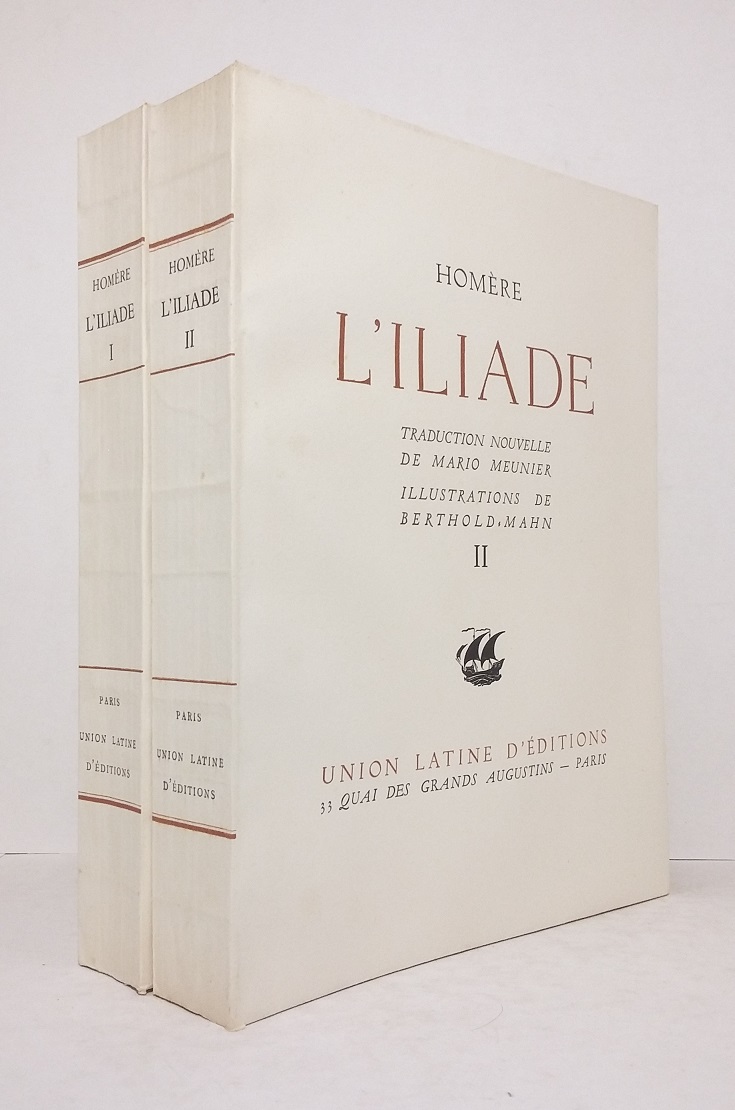 HOMÈRE
L'ILIADE
I
PARIS
UNION LATINE
D'ÉDITIONS
HOMÈRE
L'ILIADE
II
PARIS
UNION LATINE
D'ÉDITIONS
HOMÈRE
L'ILIADE
TRADUCTION NOUVELLE
DE MARIO MEUNIER
ILLUSTRATIONS DE
BERTHOLD-MAHN
II
UNION LATINE D'ÉDITIONS
33 QUAI DES GRANDS AUGUSTINS — PARIS